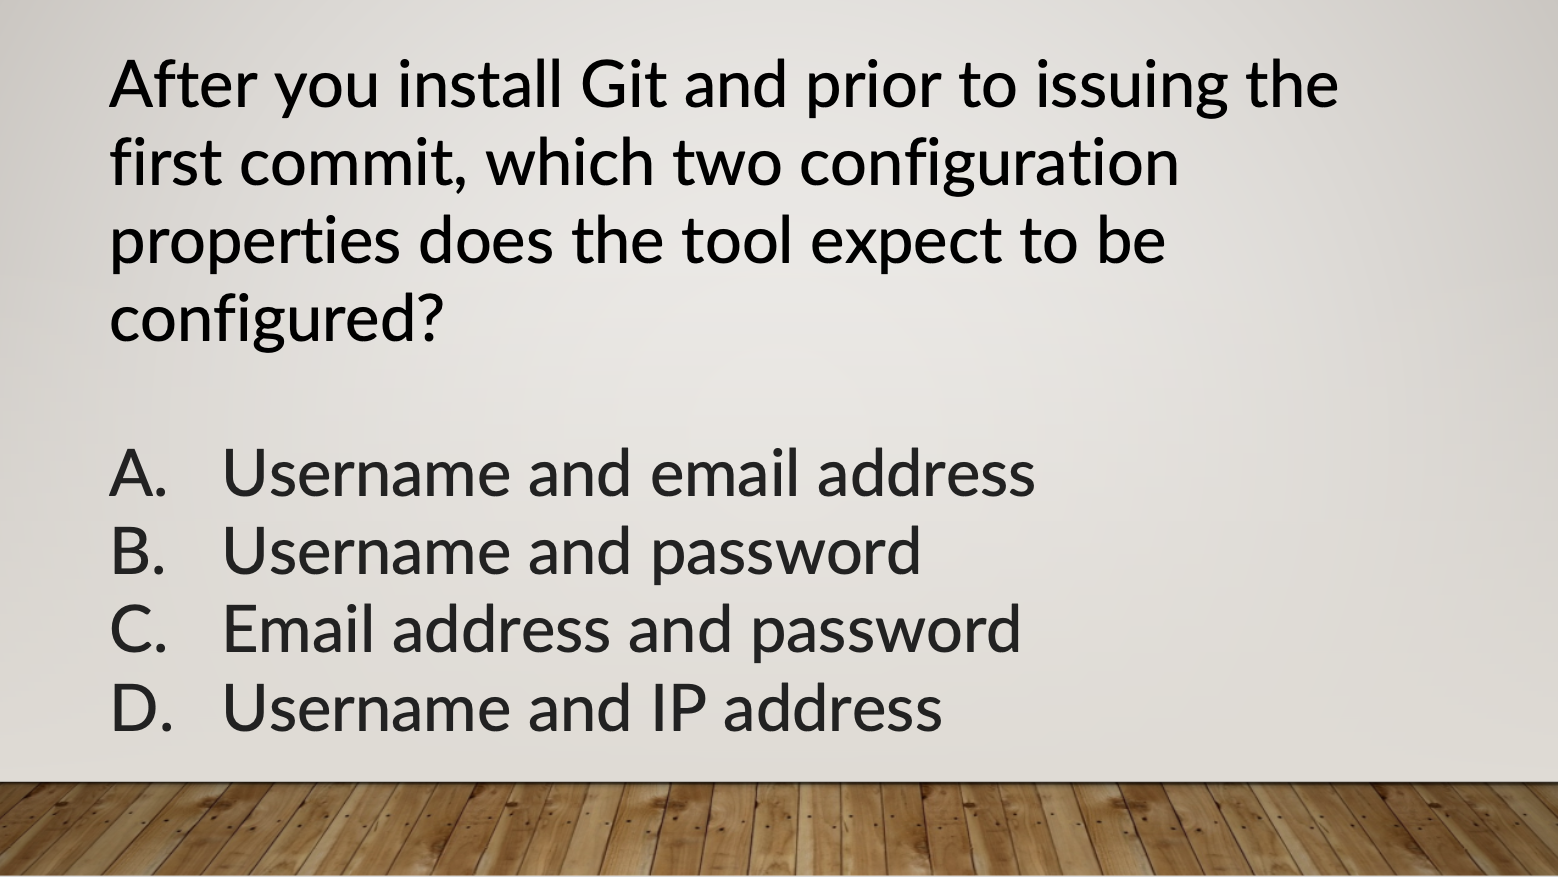 After you install Git and prior to issuing the
first commit, which two configuration
properties does the tool expect to be
configured?
A. Username and email address
B. Username and password
C. Email address and password
D. Username and IP address